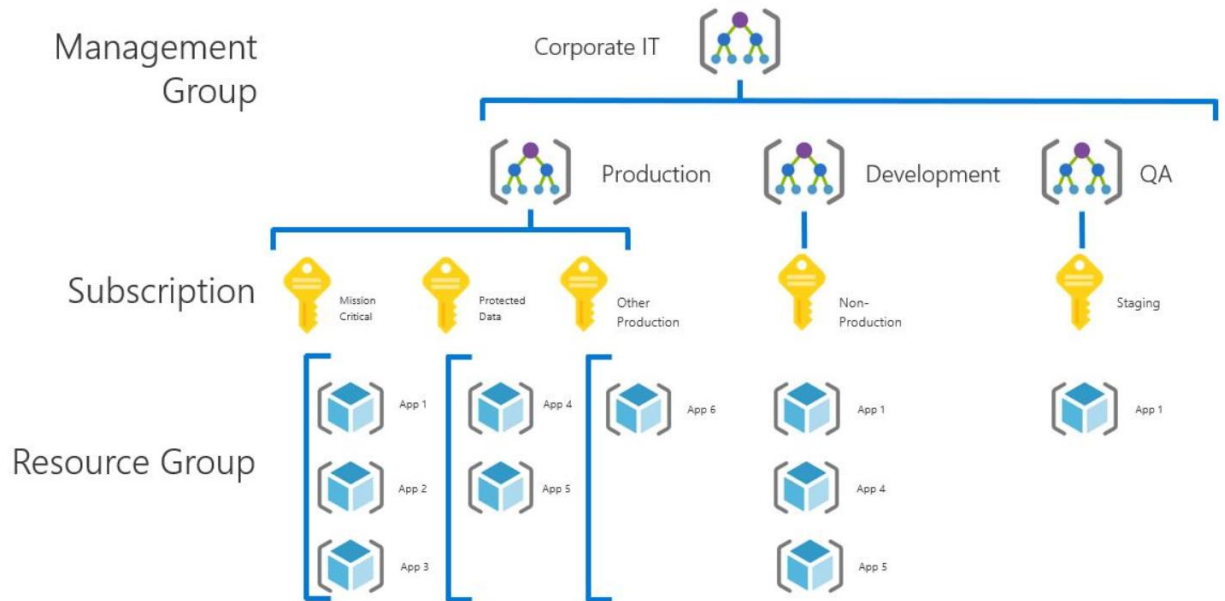 Management
Group
Corporate IT
Production
Development
QA
Subscription
Mission
Critical
Protected
Data
Other
Production
Non-
Production
Staging
Resource Group
App 1
App 4
App 6
App 1
App 1
App 2
App 5
App 4
App 3
App 5